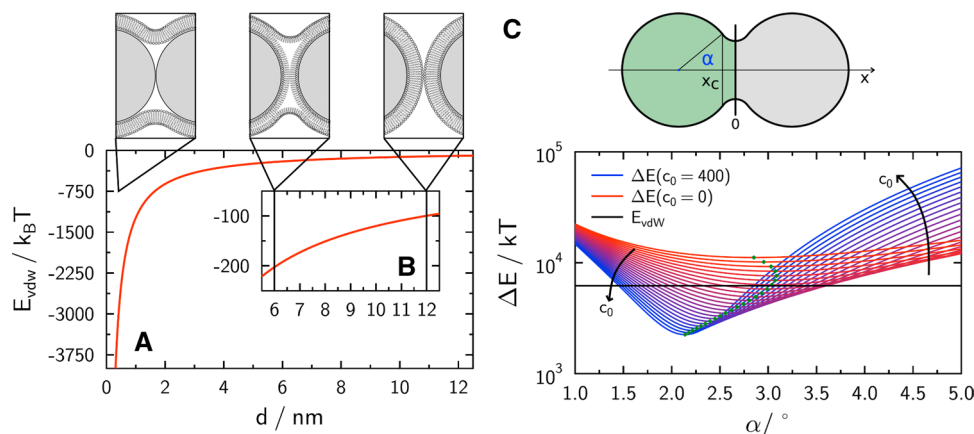 0
-750
-1500
-2250
-3000
-3750
E_vdw / k_BT
A
0
2
4
6
8
10
12
d / nm
-100
-200
B
6
7
8
9
10
11
12
C
α
x_C
x
0
10^5
10^4
10^3
ΔE / kT
ΔE(c_0 = 400)
ΔE(c_0 = 0)
E_vdW
c_0
c_0
1.0
1.5
2.0
2.5
3.0
3.5
4.0
4.5
5.0
α/ °